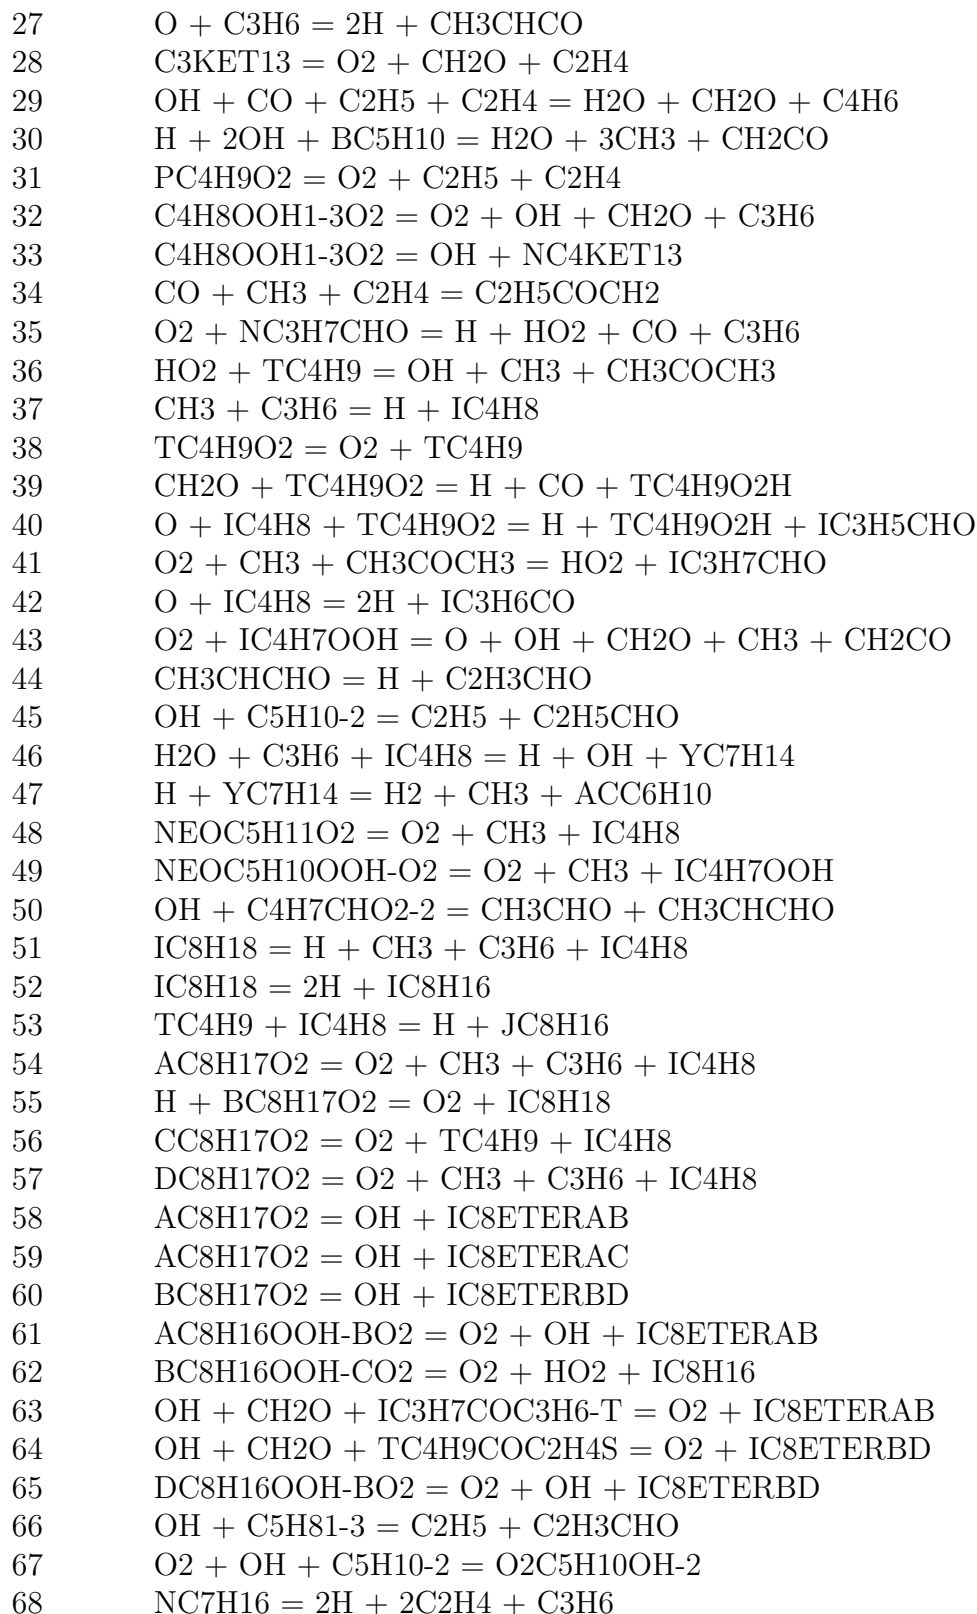 27 O + C3H6 = 2H + CH3CHCO
28 C3KET13 = O2 + CH2O + C2H4
29 OH + CO + C2H5 + C2H4 = H2O + CH2O + C4H6
30 H + 2OH + BC5H10 = H2O + 3CH3 + CH2CO
31 PC4H9O2 = O2 + C2H5 + C2H4
32 C4H8OOH1-3O2 = O2 + OH + CH2O + C3H6
33 C4H8OOH1-3O2 = OH + NC4KET13
34 CO + CH3 + C2H4 = C2H5COCH2
35 O2 + NC3H7CHO = H + HO2 + CO + C3H6
36 HO2 + TC4H9 = OH + CH3 + CH3COCH3
37 CH3 + C3H6 = H + IC4H8
38 TC4H9O2 = O2 + TC4H9
39 CH2O + TC4H9O2 = H + CO + TC4H9O2H
40 O + IC4H8 + TC4H9O2 = H + TC4H9O2H + IC3H5CHO
41 O2 + CH3 + CH3COCH3 = HO2 + IC3H7CHO
42 O + IC4H8 = 2H + IC3H6CO
43 O2 + IC4H7OOH = O + OH + CH2O + CH3 + CH2CO
44 CH3CHCHO = H + C2H3CHO
45 OH + C5H10-2 = C2H5 + C2H5CHO
46 H2O + C3H6 + IC4H8 = H + OH + YC7H14
47 H + YC7H14 = H2 + CH3 + ACC6H10
48 NEOC5H11O2 = O2 + CH3 + IC4H8
49 NEOC5H10OOH-O2 = O2 + CH3 + IC4H7OOH
50 OH + C4H7CHO2-2 = CH3CHO + CH3CHCHO
51 IC8H18 = H + CH3 + C3H6 + IC4H8
52 IC8H18 = 2H + IC8H16
53 TC4H9 + IC4H8 = H + JC8H16
54 AC8H17O2 = O2 + CH3 + C3H6 + IC4H8
55 H + BC8H17O2 = O2 + IC8H18
56 CC8H17O2 = O2 + TC4H9 + IC4H8
57 DC8H17O2 = O2 + CH3 + C3H6 + IC4H8
58 AC8H17O2 = OH + IC8ETERAB
59 AC8H17O2 = OH + IC8ETERAC
60 BC8H17O2 = OH + IC8ETERBD
61 AC8H16OOH-BO2 = O2 + OH + IC8ETERAB
62 BC8H16OOH-CO2 = O2 + HO2 + IC8H16
63 OH + CH2O + IC3H7COC3H6-T = O2 + IC8ETERAB
64 OH + CH2O + TC4H9COC2H4S = O2 + IC8ETERBD
65 DC8H16OOH-BO2 = O2 + OH + IC8ETERBD
66 OH + C5H81-3 = C2H5 + C2H3CHO
67 O2 + OH + C5H10-2 = O2C5H10OH-2
68 NC7H16 = 2H + 2C2H4 + C3H6